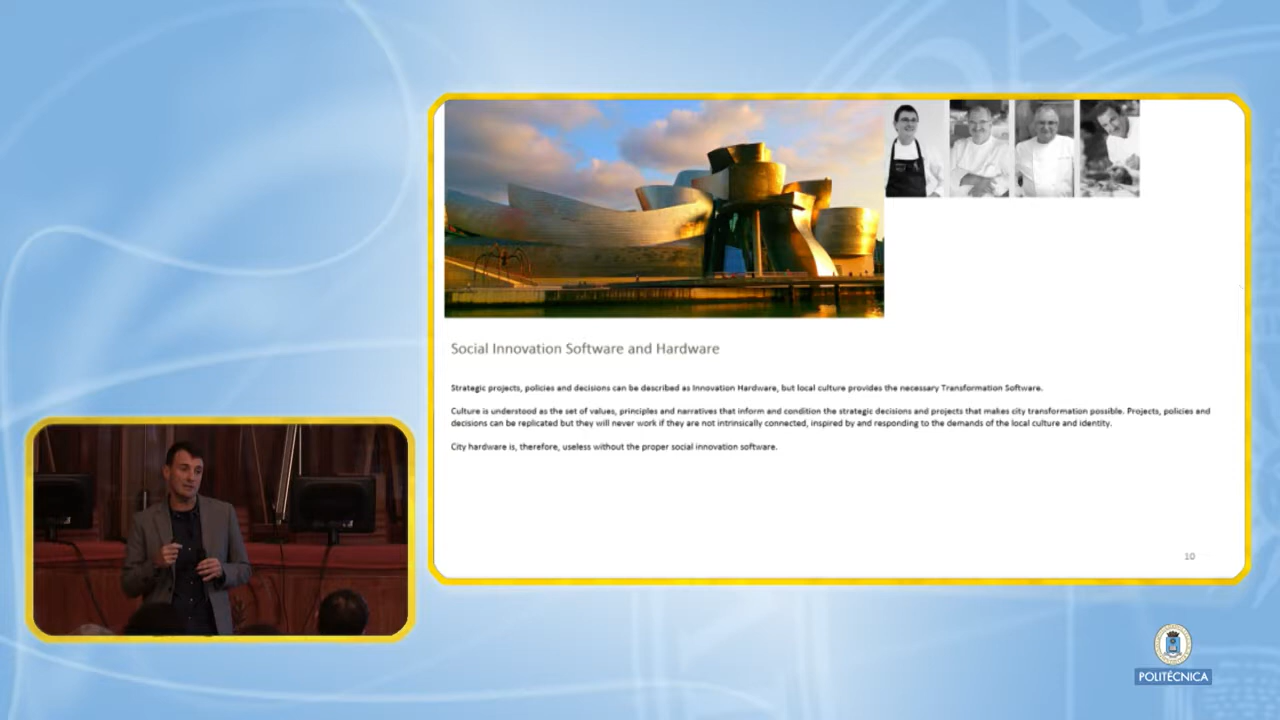 Social Innovation Software and Hardware
Strategic projects, policies and decisions can be described as Innovation Hardware, but local culture provides the necessary Transformation Software.
Culture is understood as the set of values, principles and narratives that inform and condition the strategic decisions and projects that makes city transformation possible. Projects, policies and
decisions can be replicated but they will never work if they are not intrinsically connected, inspired by and responding to the demands of the local culture and identity.
City hardware is, therefore, useless without the proper social innovation software.
10
POLITÉCNICA